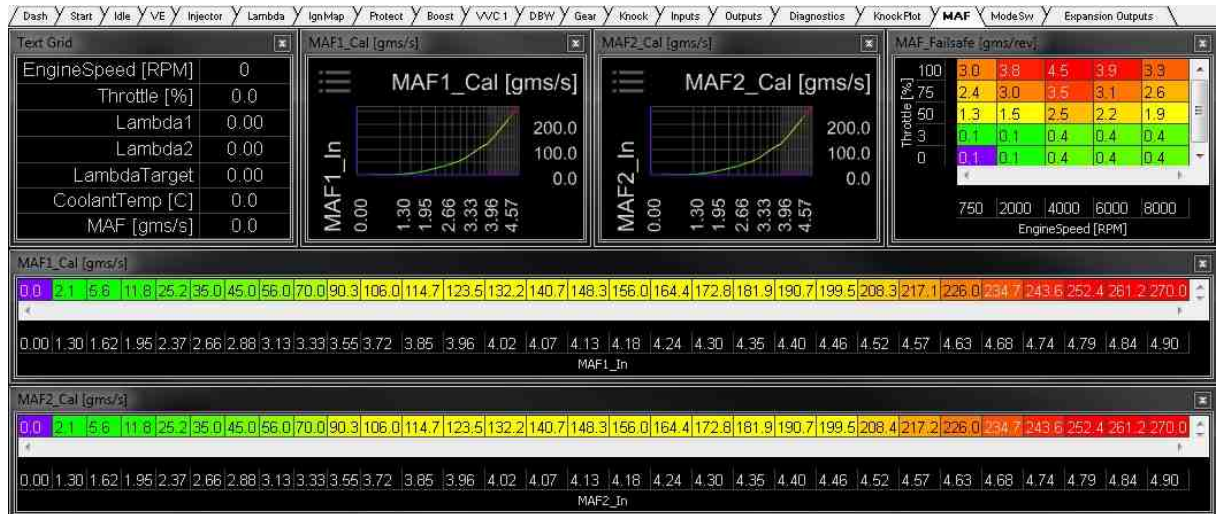 Dash Start Idle VE Injector Lambda IgnMap Protect Boost VVC 1 DBW Gear Knock Inputs Outputs Diagnostics KnockPlot MAF ModeSw Expansion Outputs
Text Grid
EngineSpeed [RPM] 0
Throttle [%] 0.0
Lambda1 0.00
Lambda2 0.00
LambdaTarget 0.00
CoolantTemp [C] 0.0
MAF [gms/s] 0.0
MAF1_Cal [gms/s]
MAF1_Cal [gms/s]
200.0
100.0
0.0
MAF1_In
0.00 1.30 1.95 2.66 3.33 3.96 4.57
MAF2_Cal [gms/s]
MAF2_Cal [gms/s]
200.0
100.0
0.0
MAF2_In
0.00 1.30 1.95 2.66 3.33 3.96 4.57
MAF_Failsafe [gms/rev]
Throttle [%]
100 3.0 3.8 4.5 3.9 3.3
75 2.4 3.0 3.5 3.1 2.6
50 1.3 1.5 2.5 2.2 1.9
3 0.1 0.1 0.4 0.4 0.4
0 0.1 0.1 0.4 0.4 0.4
750 2000 4000 6000 8000
EngineSpeed [RPM]
MAF1_Cal [gms/s]
0.0 2.1 5.6 11.8 25.2 35.0 45.0 56.0 70.0 90.3 106.0 114.7 123.5 132.2 140.7 148.3 156.0 164.4 172.8 181.9 190.7 199.5 208.3 217.1 226.0 234.7 243.6 252.4 261.2 270.0
0.00 1.30 1.62 1.95 2.37 2.66 2.88 3.13 3.33 3.55 3.72 3.85 3.96 4.02 4.07 4.13 4.18 4.24 4.30 4.35 4.40 4.46 4.52 4.57 4.63 4.68 4.74 4.79 4.84 4.90
MAF1_In
MAF2_Cal [gms/s]
0.0 2.1 5.6 11.8 25.2 35.0 45.0 56.0 70.0 90.3 106.0 114.7 123.5 132.2 140.7 148.3 156.0 164.4 172.8 181.9 190.7 199.5 208.4 217.2 226.0 234.7 243.6 252.4 261.2 270.0
0.00 1.30 1.62 1.95 2.37 2.66 2.88 3.13 3.33 3.55 3.72 3.85 3.96 4.02 4.07 4.13 4.18 4.24 4.30 4.35 4.40 4.46 4.52 4.57 4.63 4.68 4.74 4.79 4.84 4.90
MAF2_In